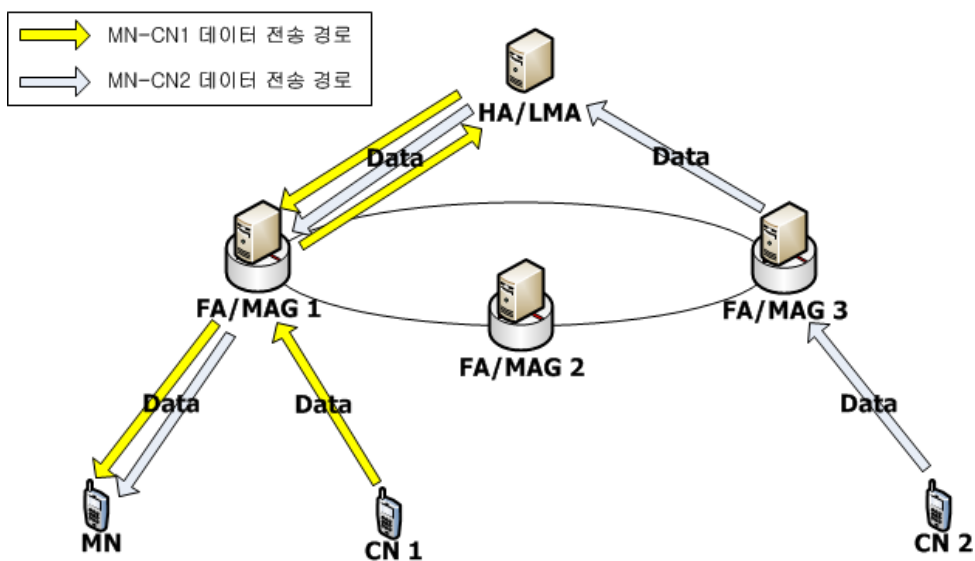 MN-CN1 데이터 전송 경로
MN-CN2 데이터 전송 경로
HA/LMA
Data
Data
FA/MAG 1
FA/MAG 3
FA/MAG 2
Data
Data
Data
MN
CN 1
CN 2